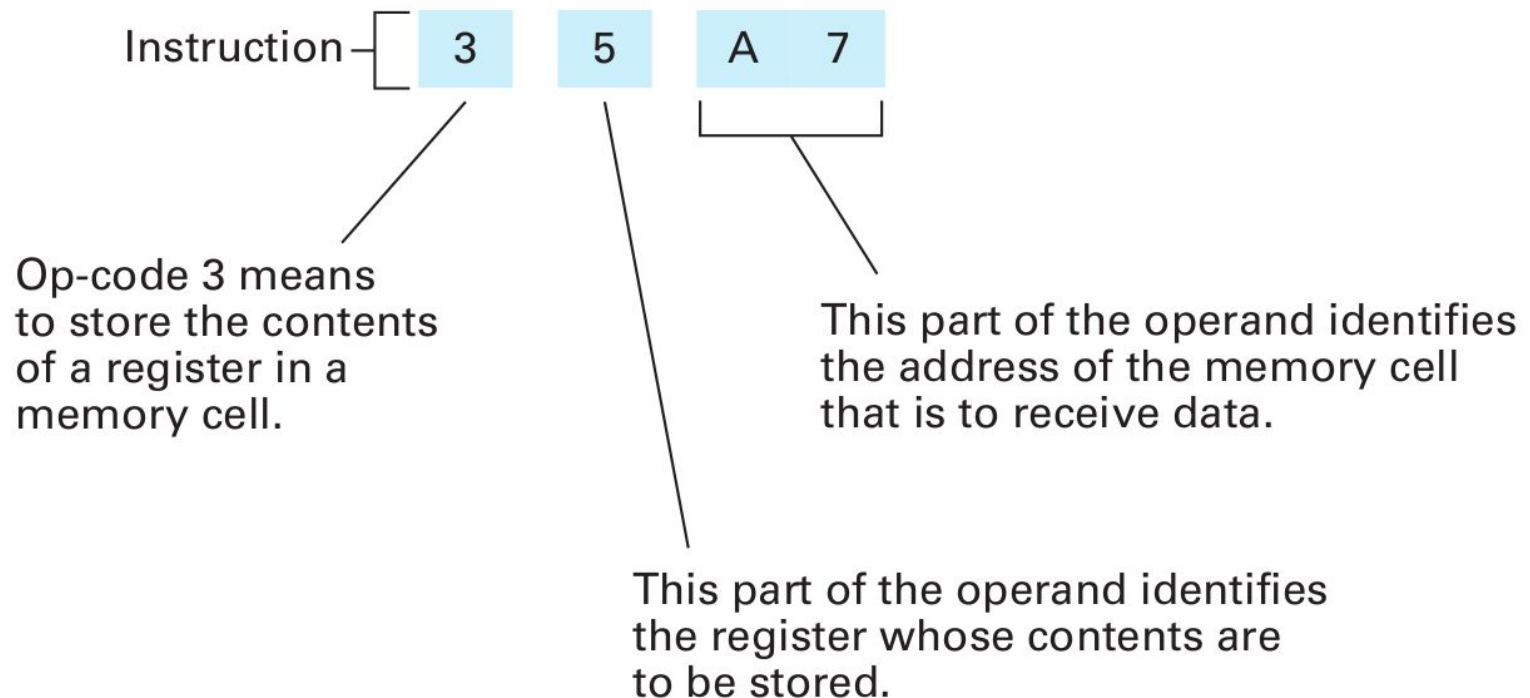 Instruction 3 5 A 7
Op-code 3 means
to store the contents
of a register in a
memory cell.
This part of the operand identifies
the address of the memory cell
that is to receive data.
This part of the operand identifies
the register whose contents are
to be stored.